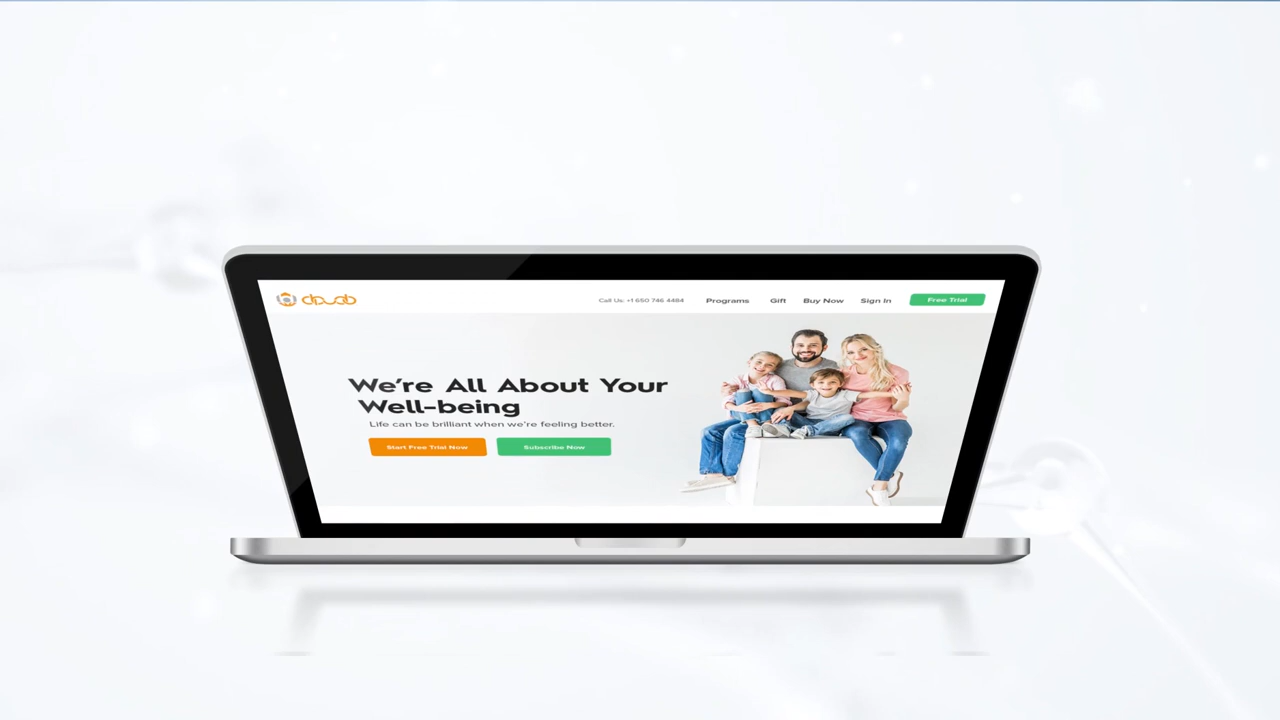 Call Us: +1 650 746 4484
Programs
Gift
Buy Now
Sign In
Free Trial
We're All About Your
Well-being
Life can be brilliant when we're feeling better.
Start Free Trial Now
Subscribe Now